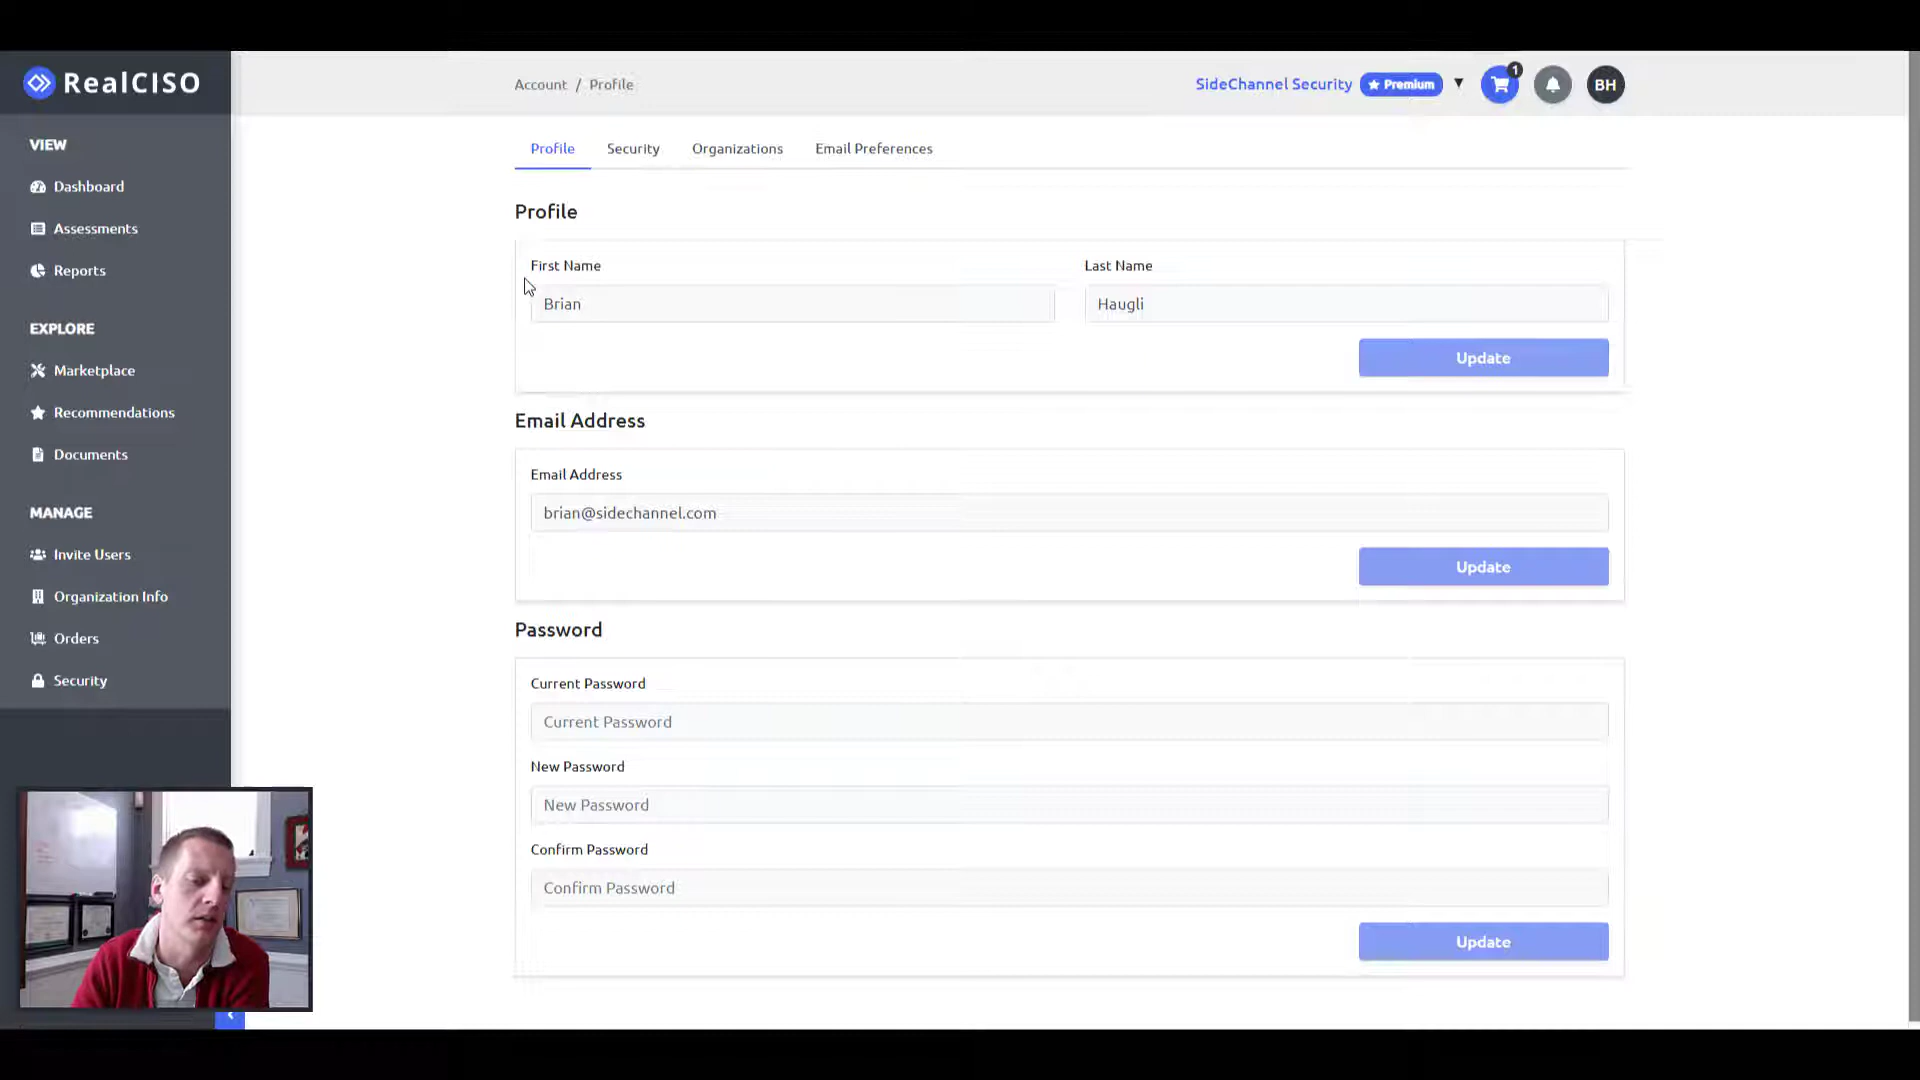 RealCISO
Account / Profile
SideChannel Security
Premium
1
BH
VIEW
Dashboard
Assessments
Reports
EXPLORE
Marketplace
Recommendations
Documents
MANAGE
Invite Users
Organization Info
Orders
Security
Profile Security Organizations Email Preferences
Profile
First Name
Brian
Last Name
Haugli
Update
Email Address
Email Address
brian@sidechannel.com
Update
Password
Current Password
Current Password
New Password
New Password
Confirm Password
Confirm Password
Update